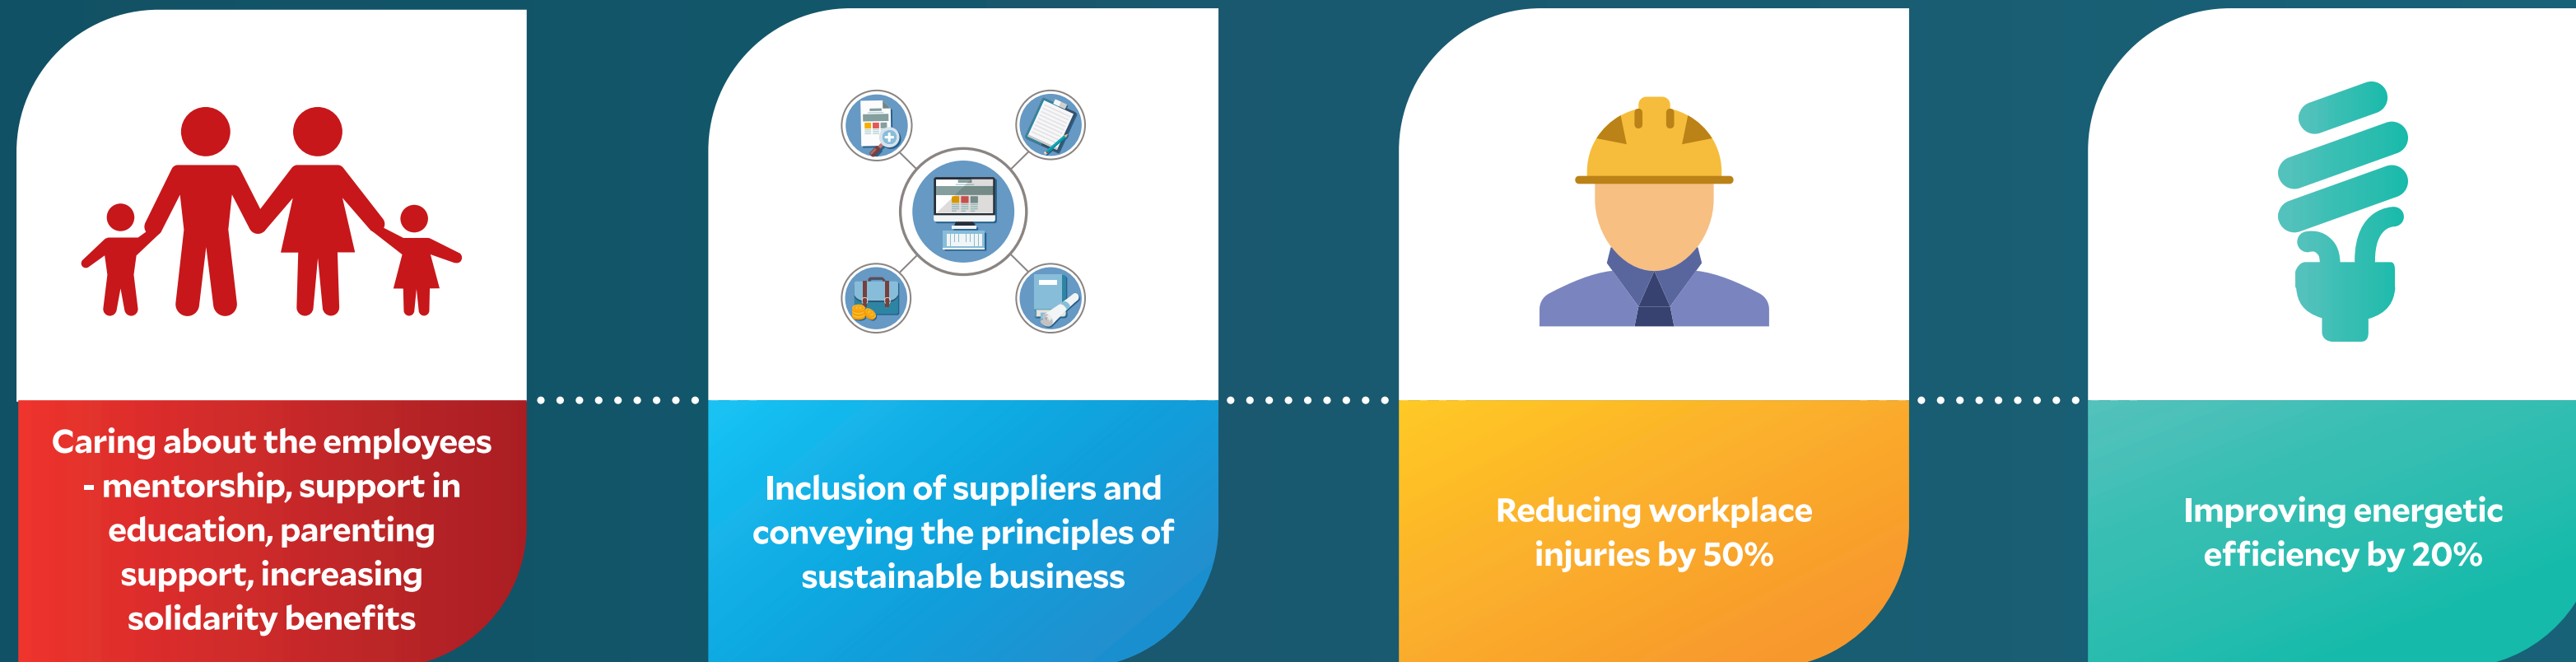 Caring about the employees
- mentorship, support in
education, parenting
support, increasing
solidarity benefits
Inclusion of suppliers and
conveying the principles of
sustainable business
Reducing workplace
injuries by 50%
Improving energetic
efficiency by 20%